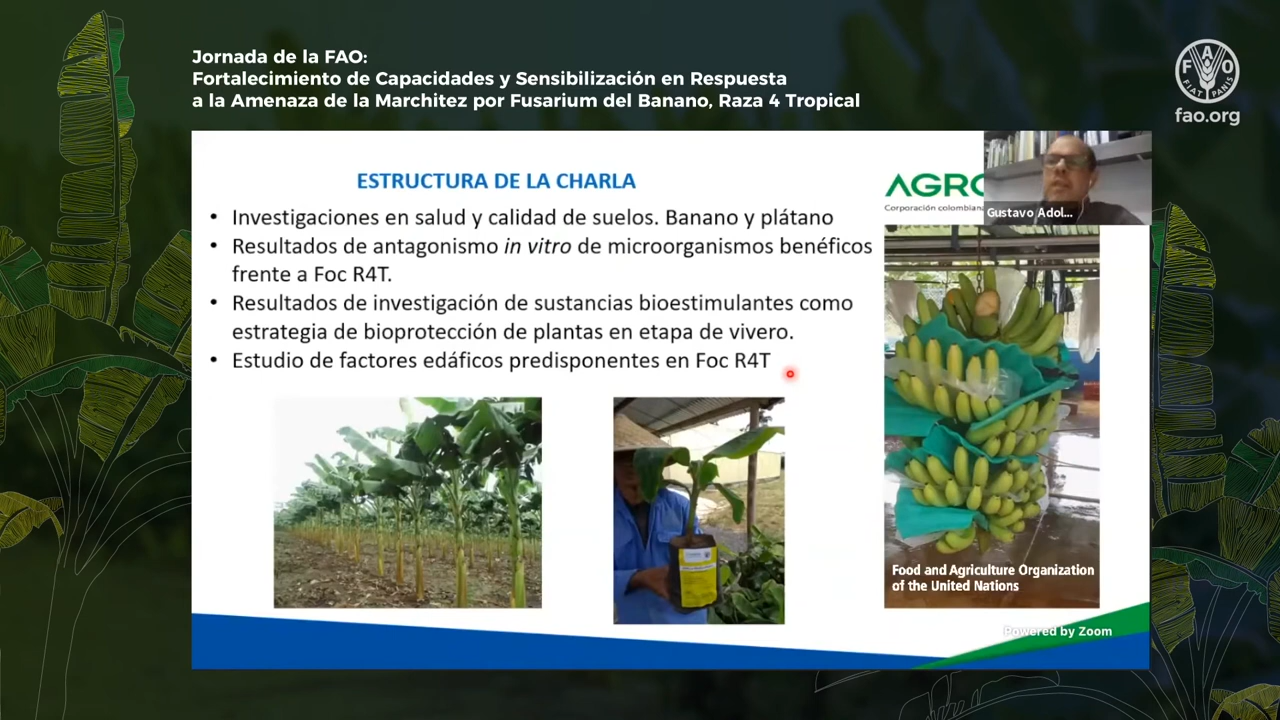 Jornada de la FAO:
Fortalecimiento de Capacidades y Sensibilización en Respuesta
a la Amenaza de la Marchitez por Fusarium del Banano, Raza 4 Tropical
F A O
FIAT PANIS
fao.org
ESTRUCTURA DE LA CHARLA
• Investigaciones en salud y calidad de suelos. Banano y plátano
• Resultados de antagonismo in vitro de microorganismos benéficos
frente a Foc R4T.
• Resultados de investigación de sustancias bioestimulantes como
estrategia de bioprotección de plantas en etapa de vivero.
• Estudio de factores edáficos predisponentes en Foc R4T
AGRO
Corporación colombian
Gustavo Adol...
Food and Agriculture Organization
of the United Nations
Powered by Zoom